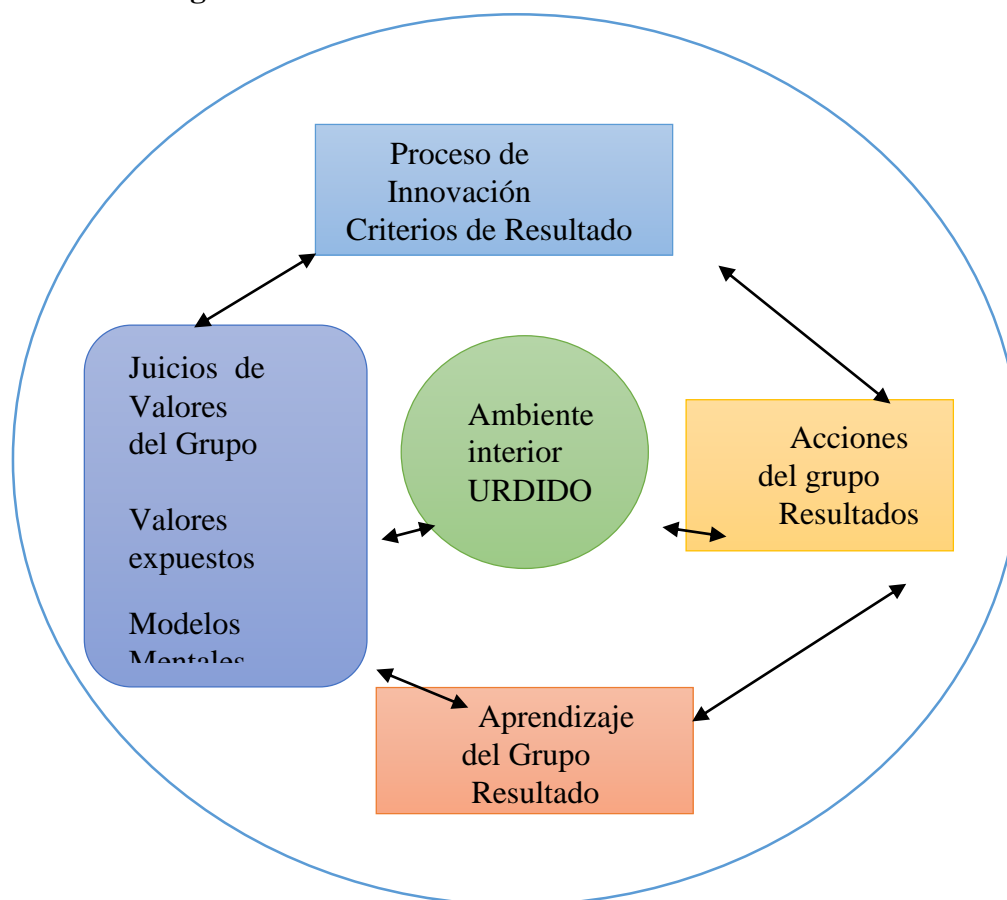 Proceso de
Innovación
Criterios de Resultado
Juicios de
Valores
del Grupo
Valores
expuestos
Modelos
Mentales
Ambiente
interior
URDIDO
Acciones
del grupo
Resultados
Aprendizaje
del Grupo
Resultado